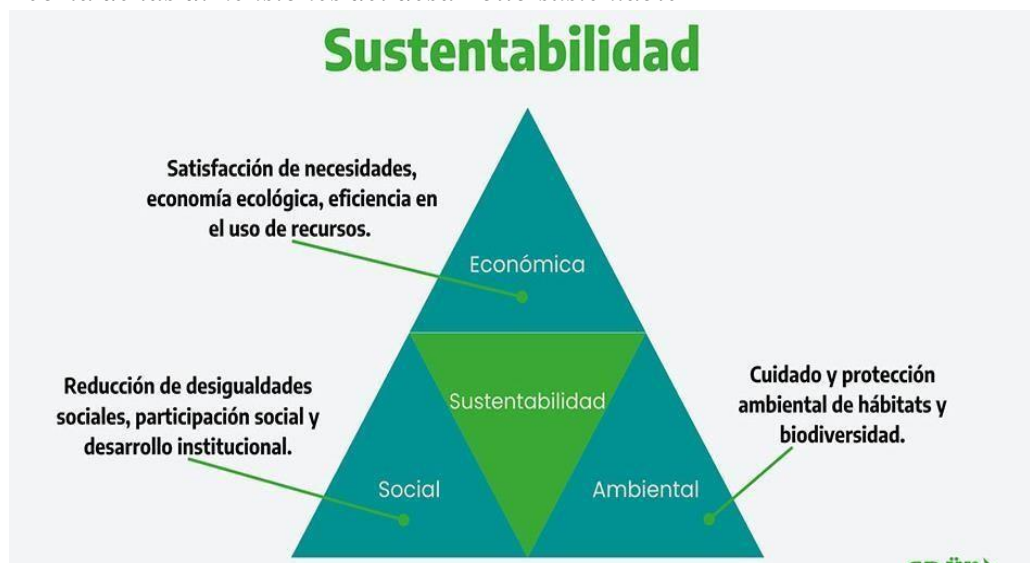 Sustentabilidad
Satisfacción de necesidades,
economía ecológica, eficiencia en
el uso de recursos.
Económica
Reducción de desigualdades
sociales, participación social y
desarrollo institucional.
Sustentabilidad
Cuidado y protección
ambiental de hábitats y
biodiversidad.
Social
Ambiental